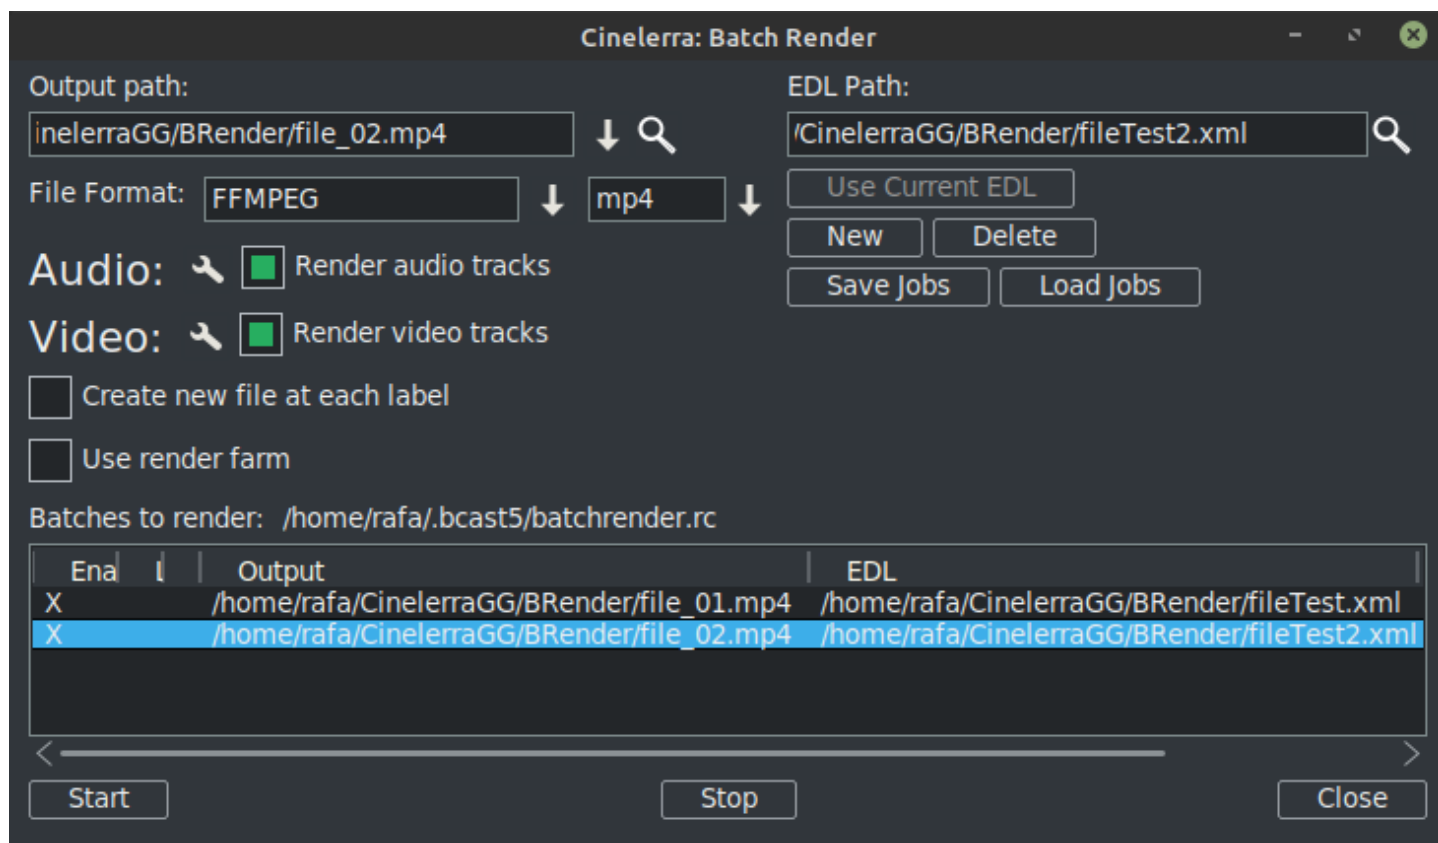 Cinelerra: Batch Render
Output path:
EDL Path:
inelerraGG/BRender/file_02.mp4
/CinelerraGG/BRender/fileTest2.xml
File Format:
FFMPEG
mp4
Use Current EDL
New
Delete
Audio:
Render audio tracks
Save Jobs
Load Jobs
Video:
Render video tracks
Create new file at each label
Use render farm
Batches to render: /home/rafa/.bcast5/batchrender.rc
Ena
Output
EDL
X /home/rafa/CinelerraGG/BRender/file_01.mp4 /home/rafa/CinelerraGG/BRender/fileTest.xml
X /home/rafa/CinelerraGG/BRender/file_02.mp4 /home/rafa/CinelerraGG/BRender/fileTest2.xml
Start
Stop
Close